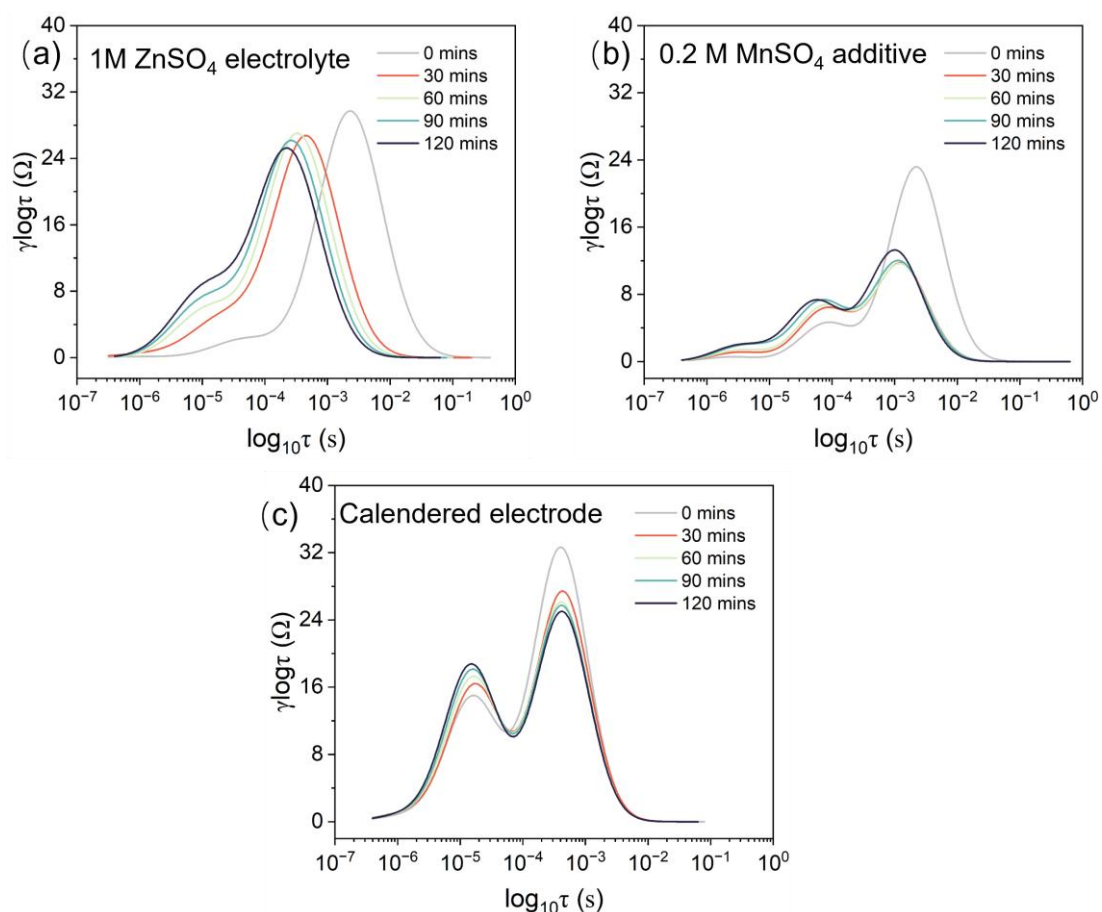 (a)
1M ZnSO₄ electrolyte
0 mins
30 mins
60 mins
90 mins
120 mins
40
32
24
16
8
0
γlogτ (Ω)
10⁻⁷ 10⁻⁶ 10⁻⁵ 10⁻⁴ 10⁻³ 10⁻² 10⁻¹ 10⁰
log₁₀τ (s)
(b)
0.2 M MnSO₄ additive
0 mins
30 mins
60 mins
90 mins
120 mins
40
32
24
16
8
0
γlogτ (Ω)
10⁻⁷ 10⁻⁶ 10⁻⁵ 10⁻⁴ 10⁻³ 10⁻² 10⁻¹ 10⁰
log₁₀τ (s)
(c)
Calendered electrode
0 mins
30 mins
60 mins
90 mins
120 mins
40
32
24
16
8
0
γlogτ (Ω)
10⁻⁷ 10⁻⁶ 10⁻⁵ 10⁻⁴ 10⁻³ 10⁻² 10⁻¹ 10⁰
log₁₀τ (s)